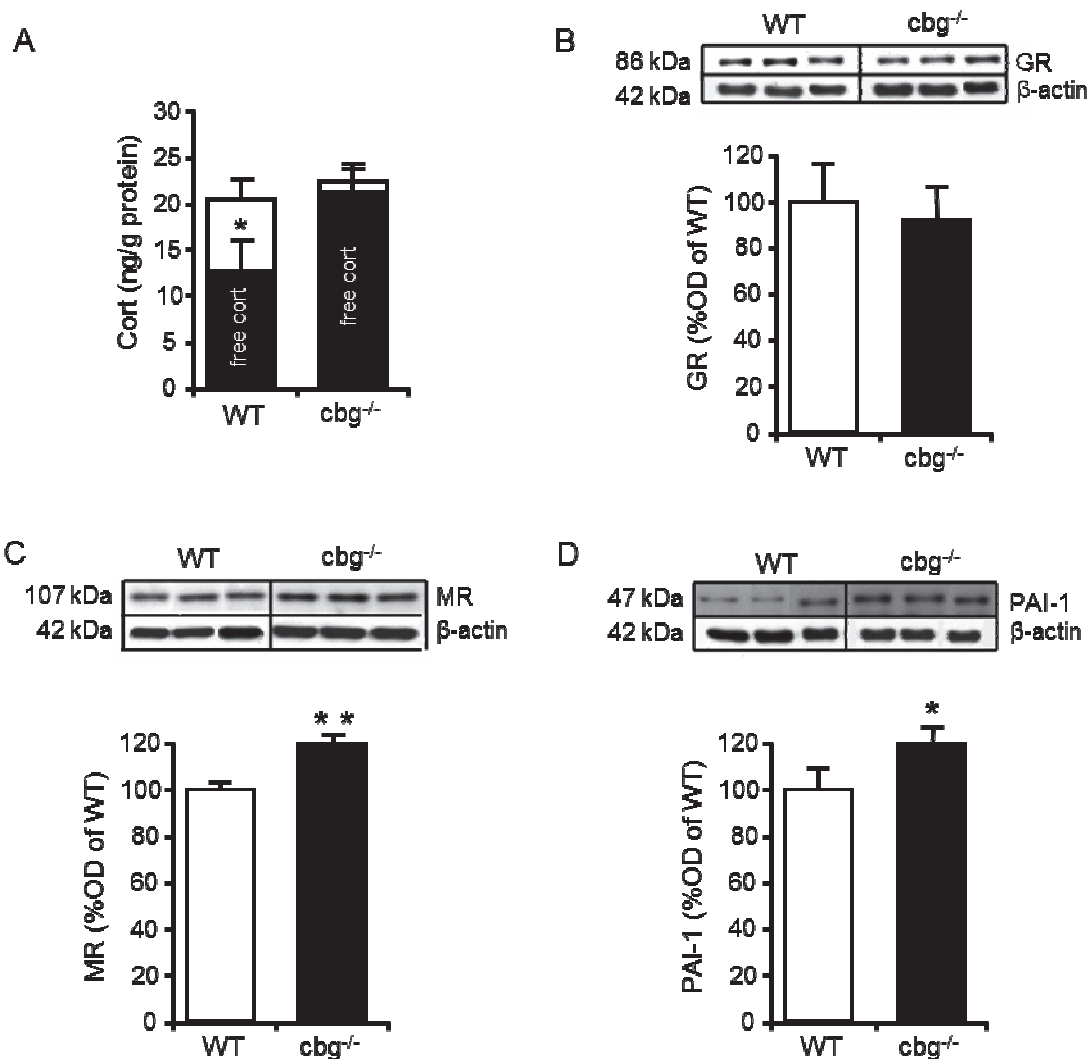 A
30
25
20
15
10
5
0
Cort (ng/g protein)
*
free cort
free cort
WT
cbg-/-
B
WT
cbg-/-
86 kDa
GR
42 kDa
β-actin
120
100
80
60
40
20
0
GR (%OD of WT)
WT
cbg-/-
C
WT
cbg-/-
107 kDa
MR
42 kDa
β-actin
* *
120
100
80
60
40
20
0
MR (%OD of WT)
WT
cbg-/-
D
WT
cbg-/-
47 kDa
PAI-1
42 kDa
β-actin
*
120
100
80
60
40
20
0
PAI-1 (%OD of WT)
WT
cbg-/-